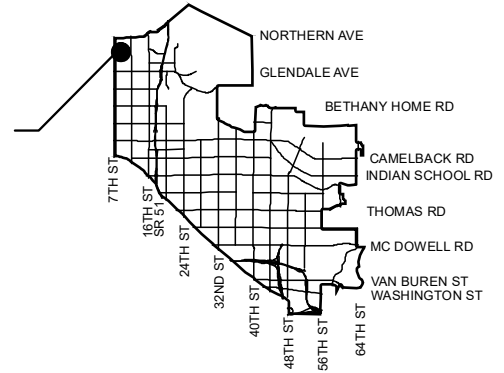 NORTHERN AVE
GLENDALE AVE
BETHANY HOME RD
CAMELBACK RD
INDIAN SCHOOL RD
THOMAS RD
MC DOWELL RD
VAN BUREN ST
WASHINGTON ST
7TH ST
16TH ST
SR 51
24TH ST
32ND ST
40TH ST
48TH ST
56TH ST
64TH ST